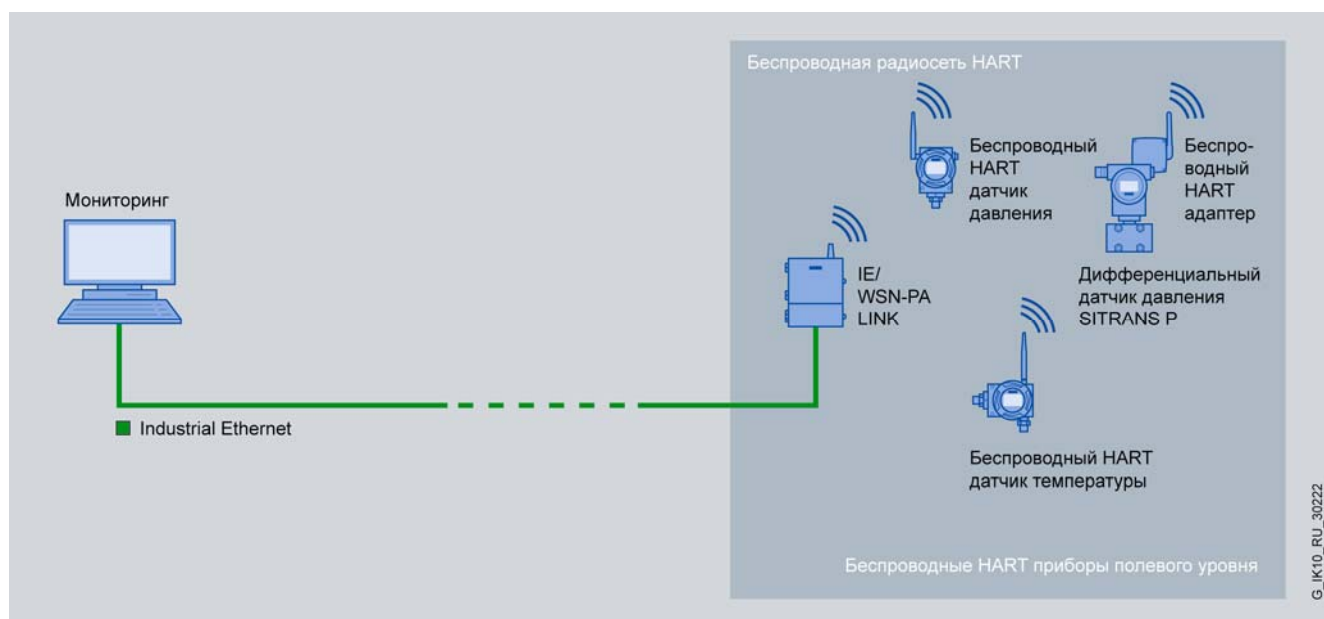 Беспроводная радиосеть HART
Беспроводный
HART
датчик
давления
Беспро-
водный
HART
адаптер
Мониторинг
IE/
WSN-PA
LINK
Дифференциальный
датчик давления
SITRANS P
Industrial Ethernet
Беспроводный HART
датчик температуры
Беспроводные HART приборы полевого уровня
G_IK10_RU_30222